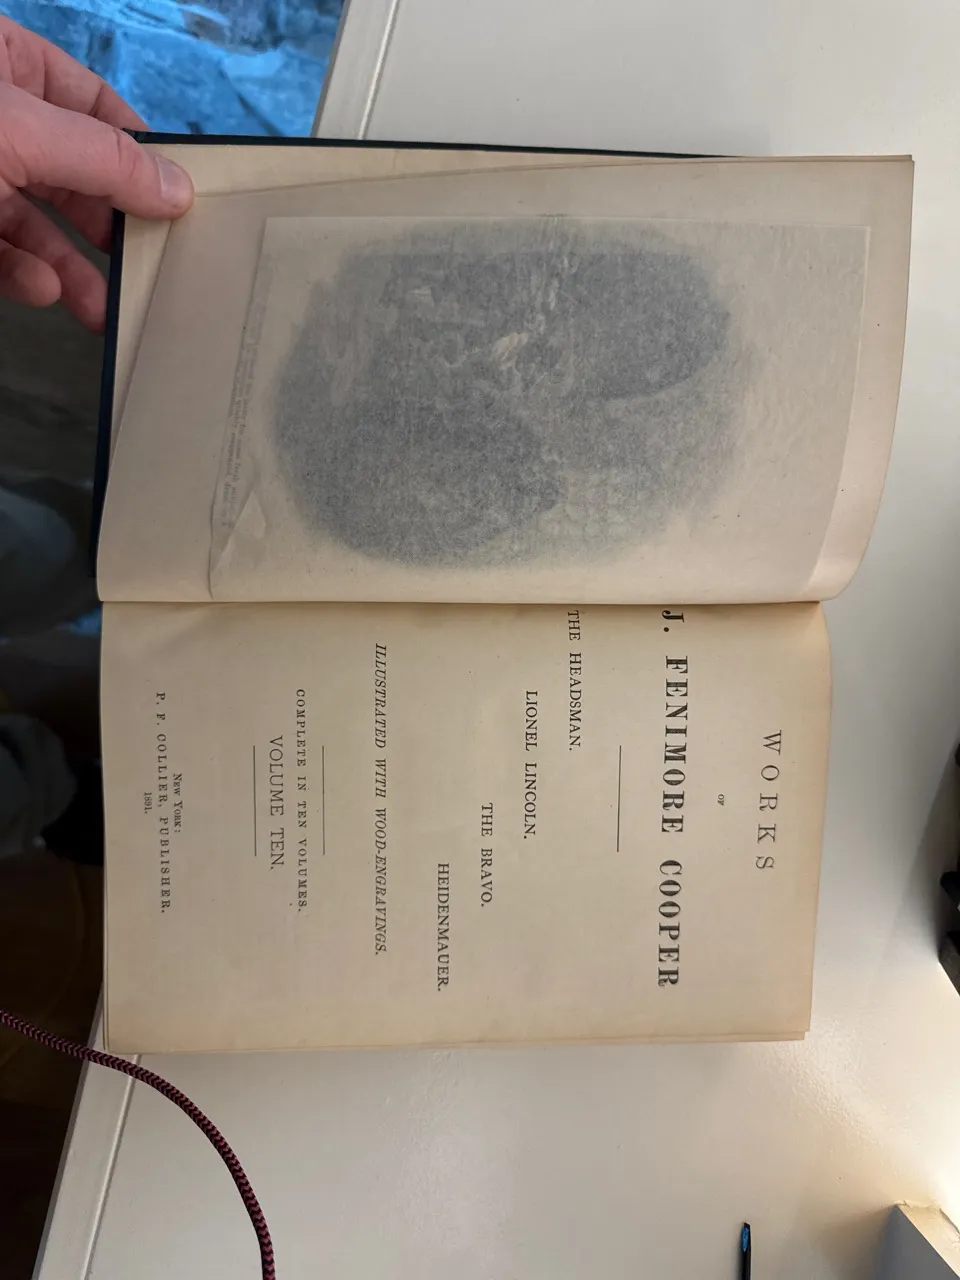 WORKS
OF
J. FENIMORE COOPER
THE HEADSMAN.
LIONEL LINCOLN.
THE BRAVO.
HEIDENMAUER.
ILLUSTRATED WITH WOOD-ENGRAVINGS.
COMPLETE IN TEN VOLUMES.
VOLUME TEN.
NEW YORK:
P. F. COLLIER, PUBLISHER.
1891.